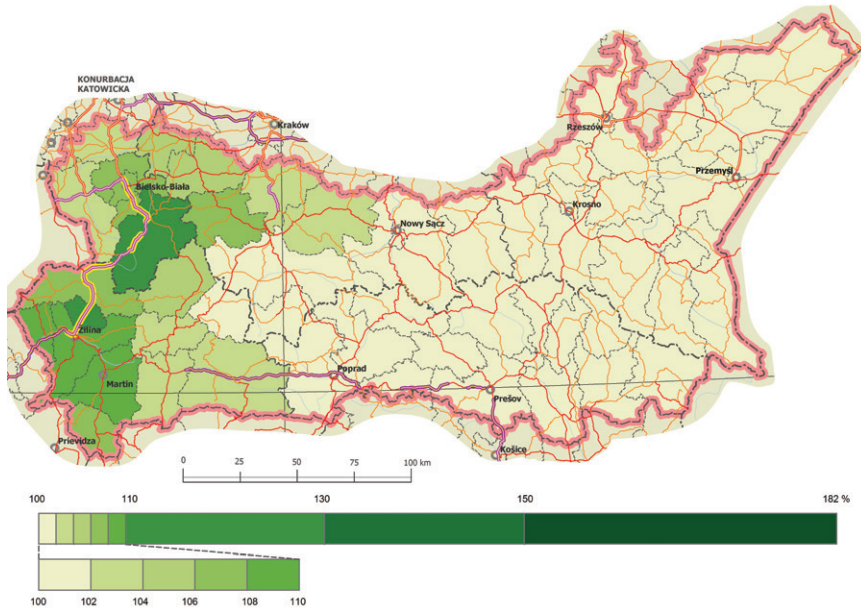 KONURBACJA
KATOWICKA
Kraków
Rzeszów
Bielsko-Biała
Przemyśl
Krosno
Nowy Sącz
Žilina
Martin
Poprad
Prešov
Prievidza
Košice
0 25 50 75 100 km
100 110 130 150 182 %
100 102 104 106 108 110